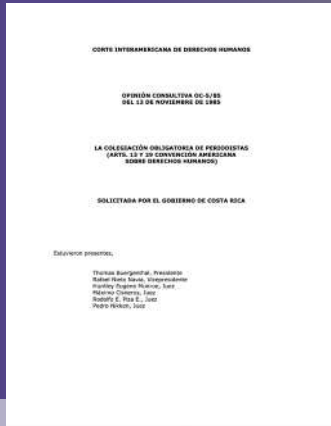 CORTE INTERAMERICANA DE DERECHOS HUMANOS
OPINIÓN CONSULTIVA OC-5/85
DEL 13 DE NOVIEMBRE DE 1985
LA COLEGIACIÓN OBLIGATORIA DE PERIODISTAS
(ARTS. 13 Y 29 CONVENCIÓN AMERICANA
SOBRE DERECHOS HUMANOS)
SOLICITADA POR EL GOBIERNO DE COSTA RICA
Estuvieron presentes,
Thomas Buergenthal, Presidente
Rafael Nieto Navia, Vicepresidente
Huntley Eugene Munroe, Juez
Máximo Cisneros, Juez
Rodolfo E. Piza E., Juez
Pedro Nikken, Juez